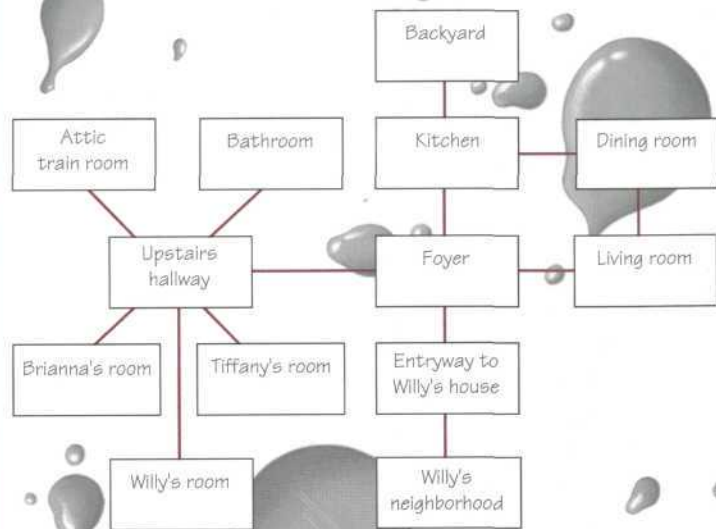 Backyard
Attic
train room
Bathroom
Kitchen
Dining room
Upstairs
hallway
Foyer
Living room
Brianna's room
Tiffany's room
Entryway to
Willy's house
Willy's room
Willy's
neighborhood